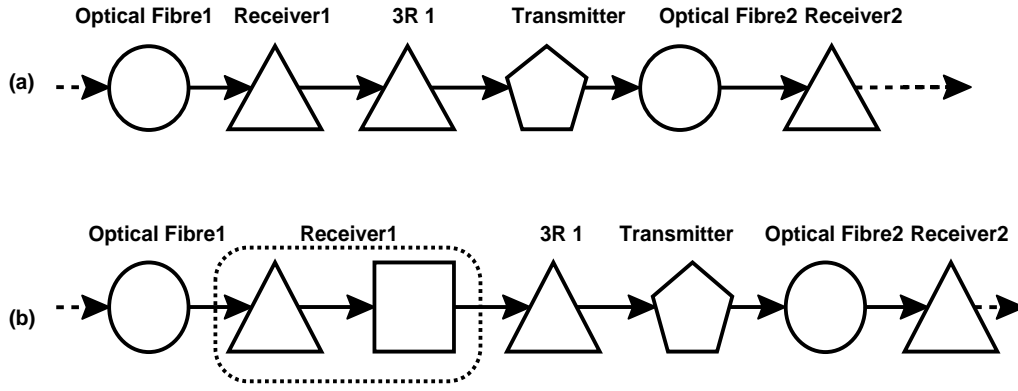 Optical Fibre1 Receiver1 3R 1 Transmitter Optical Fibre2 Receiver2
(a)
Optical Fibre1 Receiver1 3R 1 Transmitter Optical Fibre2 Receiver2
(b)